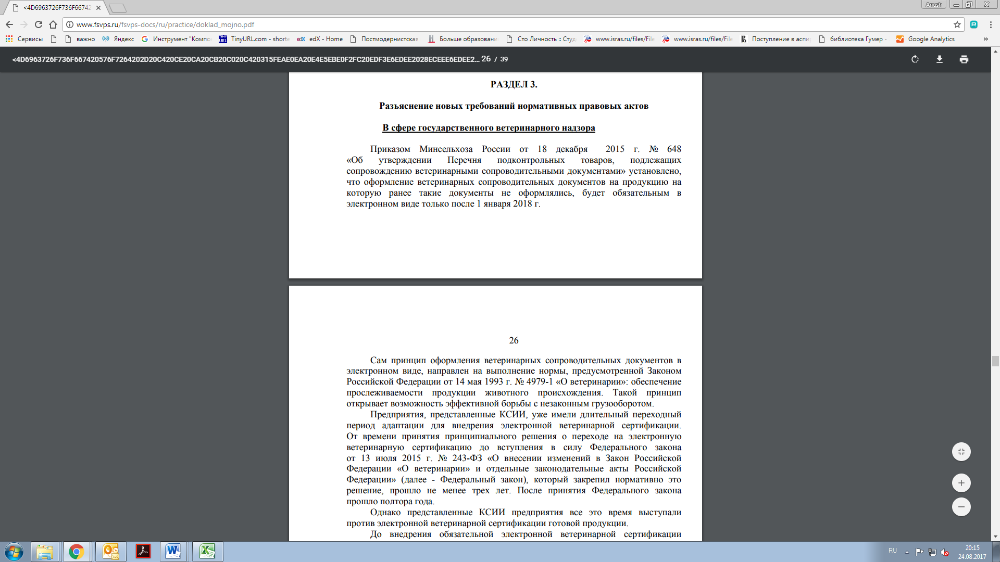 <4D6963726F736F66742
Anush
www.fsvps.ru/fsvps-docs/ru/practice/doklad_mojno.pdf
Сервисы важно Яндекс Инструмент "Компо TinyURL.com - shorte edX - Home Постмодернистская Больше образовани Сто Личность :: Студ www.isras.ru/files/File www.isras.ru/files/File Поступление в аспи библиотека Гумер - Google Analytics »
<4D6963726F736F667420576F7264202D20C420CE20CA20CB20C020C420315FEAE0EA20E4E5EBE0F2FC20EDF3E6EDEE2028ECEEE6EDEE2... 26 / 39
РАЗДЕЛ 3.
Разъяснение новых требований нормативных правовых актов
В сфере государственного ветеринарного надзора
Приказом Минсельхоза России от 18 декабря 2015 г. № 648
«Об утверждении Перечня подконтрольных товаров, подлежащих
сопровождению ветеринарными сопроводительными документами» установлено,
что оформление ветеринарных сопроводительных документов на продукцию на
которую ранее такие документы не оформлялись, будет обязательным в
электронном виде только после 1 января 2018 г.
26
Сам принцип оформления ветеринарных сопроводительных документов в
электронном виде, направлен на выполнение нормы, предусмотренной Законом
Российской Федерации от 14 мая 1993 г. № 4979-1 «О ветеринарии»: обеспечение
прослеживаемости продукции животного происхождения. Такой принцип
открывает возможность эффективной борьбы с незаконным грузооборотом.
Предприятия, представленные КСИИ, уже имели длительный переходный
период адаптации для внедрения электронной ветеринарной сертификации.
От времени принятия принципиального решения о переходе на электронную
ветеринарную сертификацию до вступления в силу Федерального закона
от 13 июля 2015 г. № 243-ФЗ «О внесении изменений в Закон Российской
Федерации «О ветеринарии» и отдельные законодательные акты Российской
Федерации» (далее - Федеральный закон), который закрепил нормативно это
решение, прошло не менее трех лет. После принятия Федерального закона
прошло полтора года.
Однако представленные КСИИ предприятия все это время выступали
против электронной ветеринарной сертификации готовой продукции.
До внедрения обязательной электронной ветеринарной сертификации
RU
20:15
24.08.2017